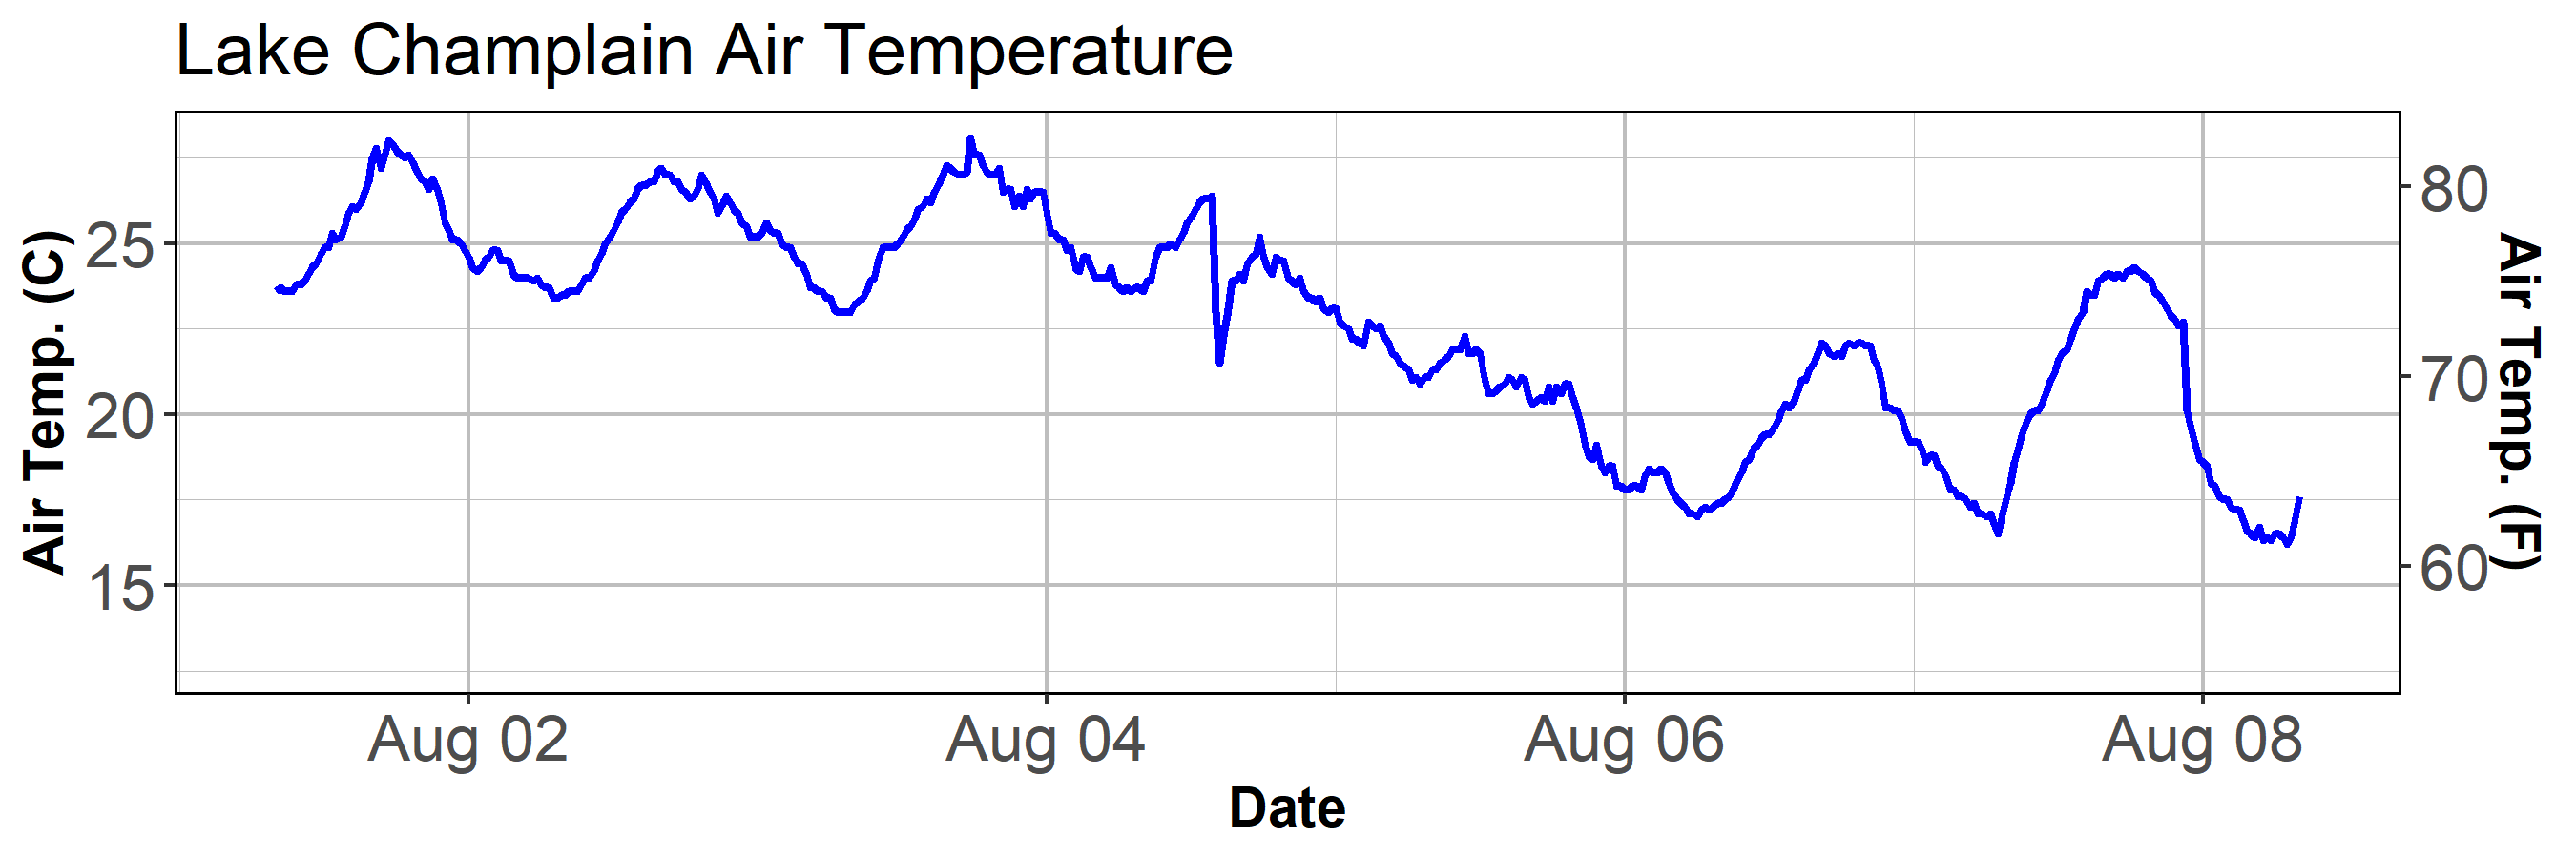 Lake Champlain Air Temperature
Air Temp. (C)
25
20
15
80
70
60
Air Temp. (F)
Aug 02
Aug 04
Aug 06
Aug 08
Date